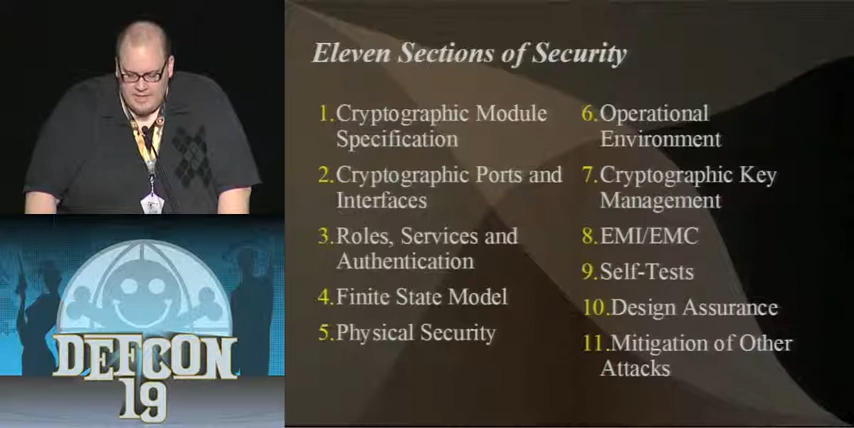 Eleven Sections of Security
1.Cryptographic Module
Specification
2.Cryptographic Ports and
Interfaces
3.Roles, Services and
Authentication
4.Finite State Model
5.Physical Security
6.Operational
Environment
7.Cryptographic Key
Management
8.EMI/EMC
9.Self-Tests
10.Design Assurance
11.Mitigation of Other
Attacks
DEFCON
19